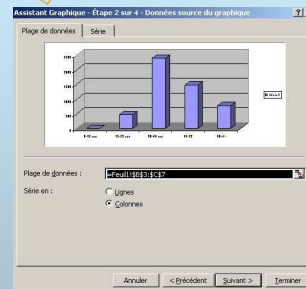 Assistant Graphique - Étape 2 sur 4 - Données source du graphique
Plage de données
Série
Plage de données :
=Feuil1!$B$3:$C$7
Série en :
Lignes
Colonnes
Annuler
< Précédent
Suivant >
Terminer